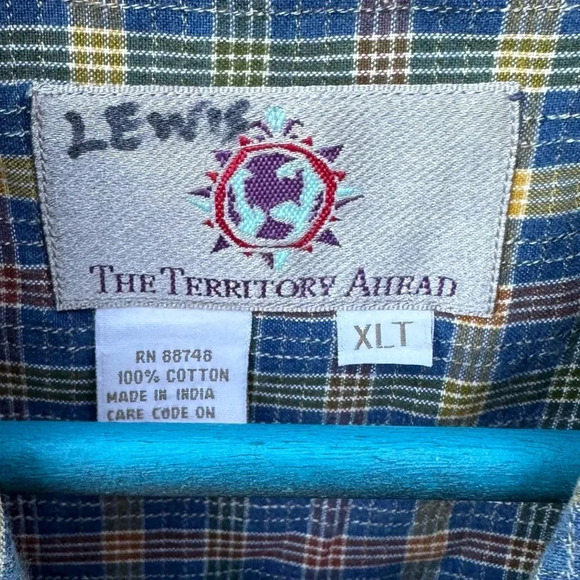 LEWIS
THE TERRITORY AHEAD
XLT
RN 88748
100% COTTON
MADE IN INDIA
CARE CODE ON